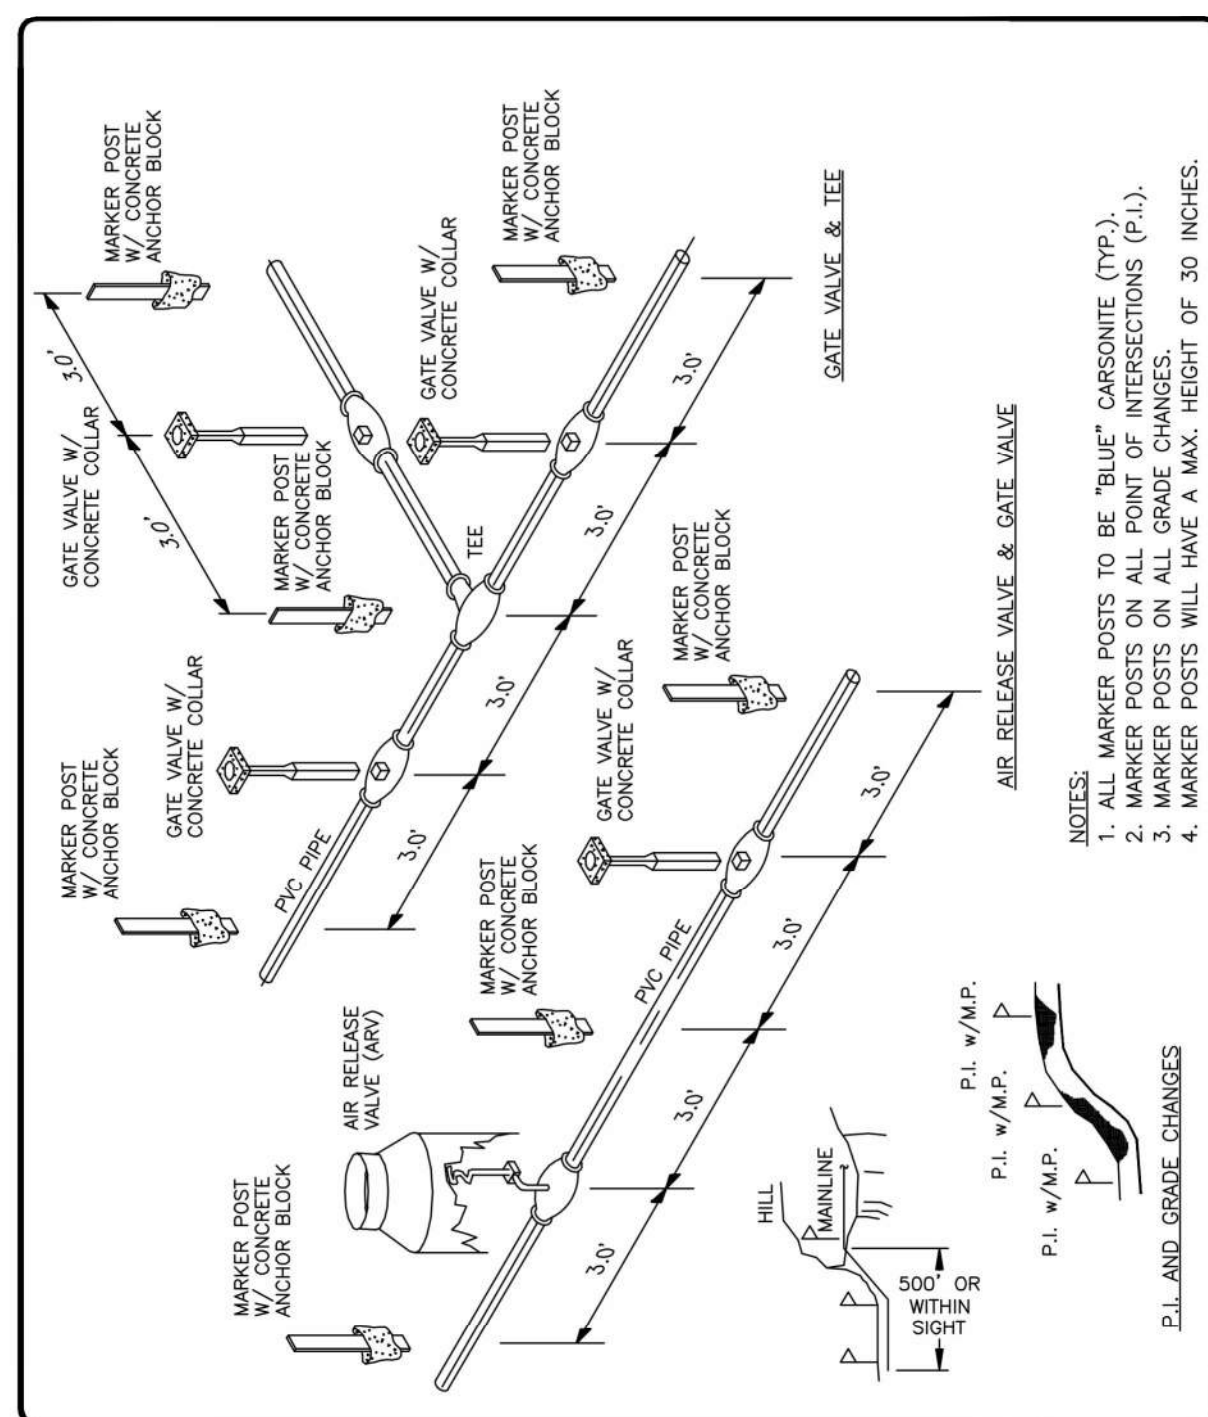 MARKER POST
W/ CONCRETE
ANCHOR BLOCK
3.0'
GATE VALVE W/
CONCRETE COLLAR
3.0'
MARKER POST
W/ CONCRETE
ANCHOR BLOCK
GATE VALVE W/
CONCRETE COLLAR
MARKER POST
W/ CONCRETE
ANCHOR BLOCK
TEE
GATE VALVE W/
CONCRETE COLLAR
MARKER POST
W/ CONCRETE
ANCHOR BLOCK
PVC PIPE
3.0'
3.0'
3.0'
3.0'
GATE VALVE & TEE
AIR RELEASE
VALVE (ARV)
MARKER POST
W/ CONCRETE
ANCHOR BLOCK
MARKER POST
W/ CONCRETE
ANCHOR BLOCK
GATE VALVE W/
CONCRETE COLLAR
MARKER POST
W/ CONCRETE
ANCHOR BLOCK
PVC PIPE
3.0'
3.0'
3.0'
3.0'
AIR RELEASE VALVE & GATE VALVE
HILL
MAINLINE
500' OR
WITHIN
SIGHT
P.I. w/M.P.
P.I. w/M.P.
P.I. w/M.P.
P.I. AND GRADE CHANGES
NOTES:
1. ALL MARKER POSTS TO BE "BLUE" CARSONITE (TYP.).
2. MARKER POSTS ON ALL POINT OF INTERSECTIONS (P.I.).
3. MARKER POSTS ON ALL GRADE CHANGES.
4. MARKER POSTS WILL HAVE A MAX. HEIGHT OF 30 INCHES.